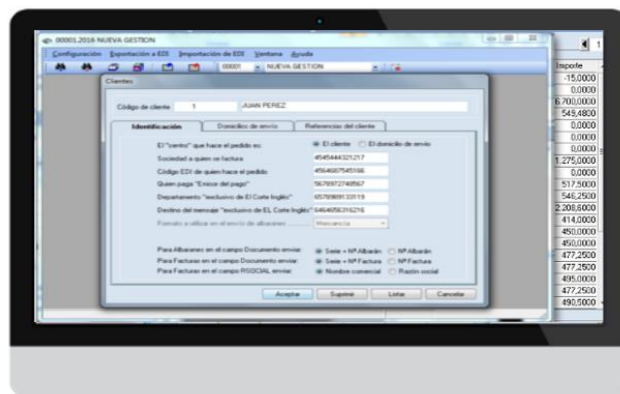 00001.2016 NUEVA GESTION
Configuración Exportación a EDI Importación de EDI Ventana Ayuda
00001 NUEVA GESTION
Clientes
Código de cliente 1 JUAN PEREZ
Identificación Domicilios de envío Referencias del cliente
El "centro" que hace el pedido es: El cliente El domicilio de envío
Sociedad a quien se factura 4545444321217
Código EDI de quien hace el pedido 4564687545166
Quien paga "Emisor del pago" 5678972748567
Departamento "exclusivo de El Corte Inglés" 6578989133119
Destino del mensaje "exclusivo de EL Corte Inglés" 6464656316216
Formato a utilizar en el envío de albaranes Mercancía
Para Albaranes en el campo Documento enviar: Serie + Nº Albarán Nº Albarán
Para Facturas en el campo Documento enviar: Serie + Nº Factura Nº Factura
Para Facturas en el campo RSOCIAL enviar: Nombre comercial Razón social
Aceptar Suprimir Listar Cancelar
1
Importe
-15,0000
0,0000
6.700,0000
549,4800
0,0000
0,0000
0,0000
1.275,0000
0,0000
517,5000
546,2500
2.208,6000
414,0000
450,0000
450,0000
477,2500
477,2500
495,0000
477,2500
490,5000